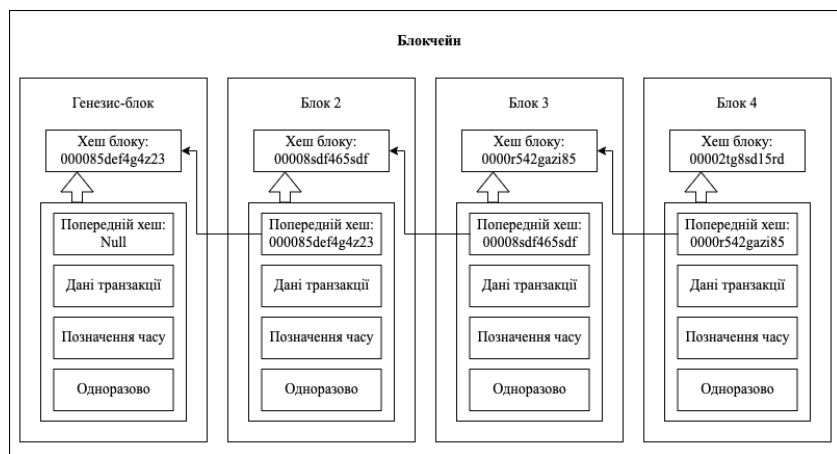 Блокчейн
Генезис-блок
Хеш блоку:
000085def4g4z23
Попередній хеш:
Null
Дані транзакції
Позначення часу
Одноразово
Блок 2
Хеш блоку:
00008sdf465sdf
Попередній хеш:
000085def4g4z23
Дані транзакції
Позначення часу
Одноразово
Блок 3
Хеш блоку:
0000r542gazi85
Попередній хеш:
00008sdf465sdf
Дані транзакції
Позначення часу
Одноразово
Блок 4
Хеш блоку:
00002tg8sd15rd
Попередній хеш:
0000r542gazi85
Дані транзакції
Позначення часу
Одноразово